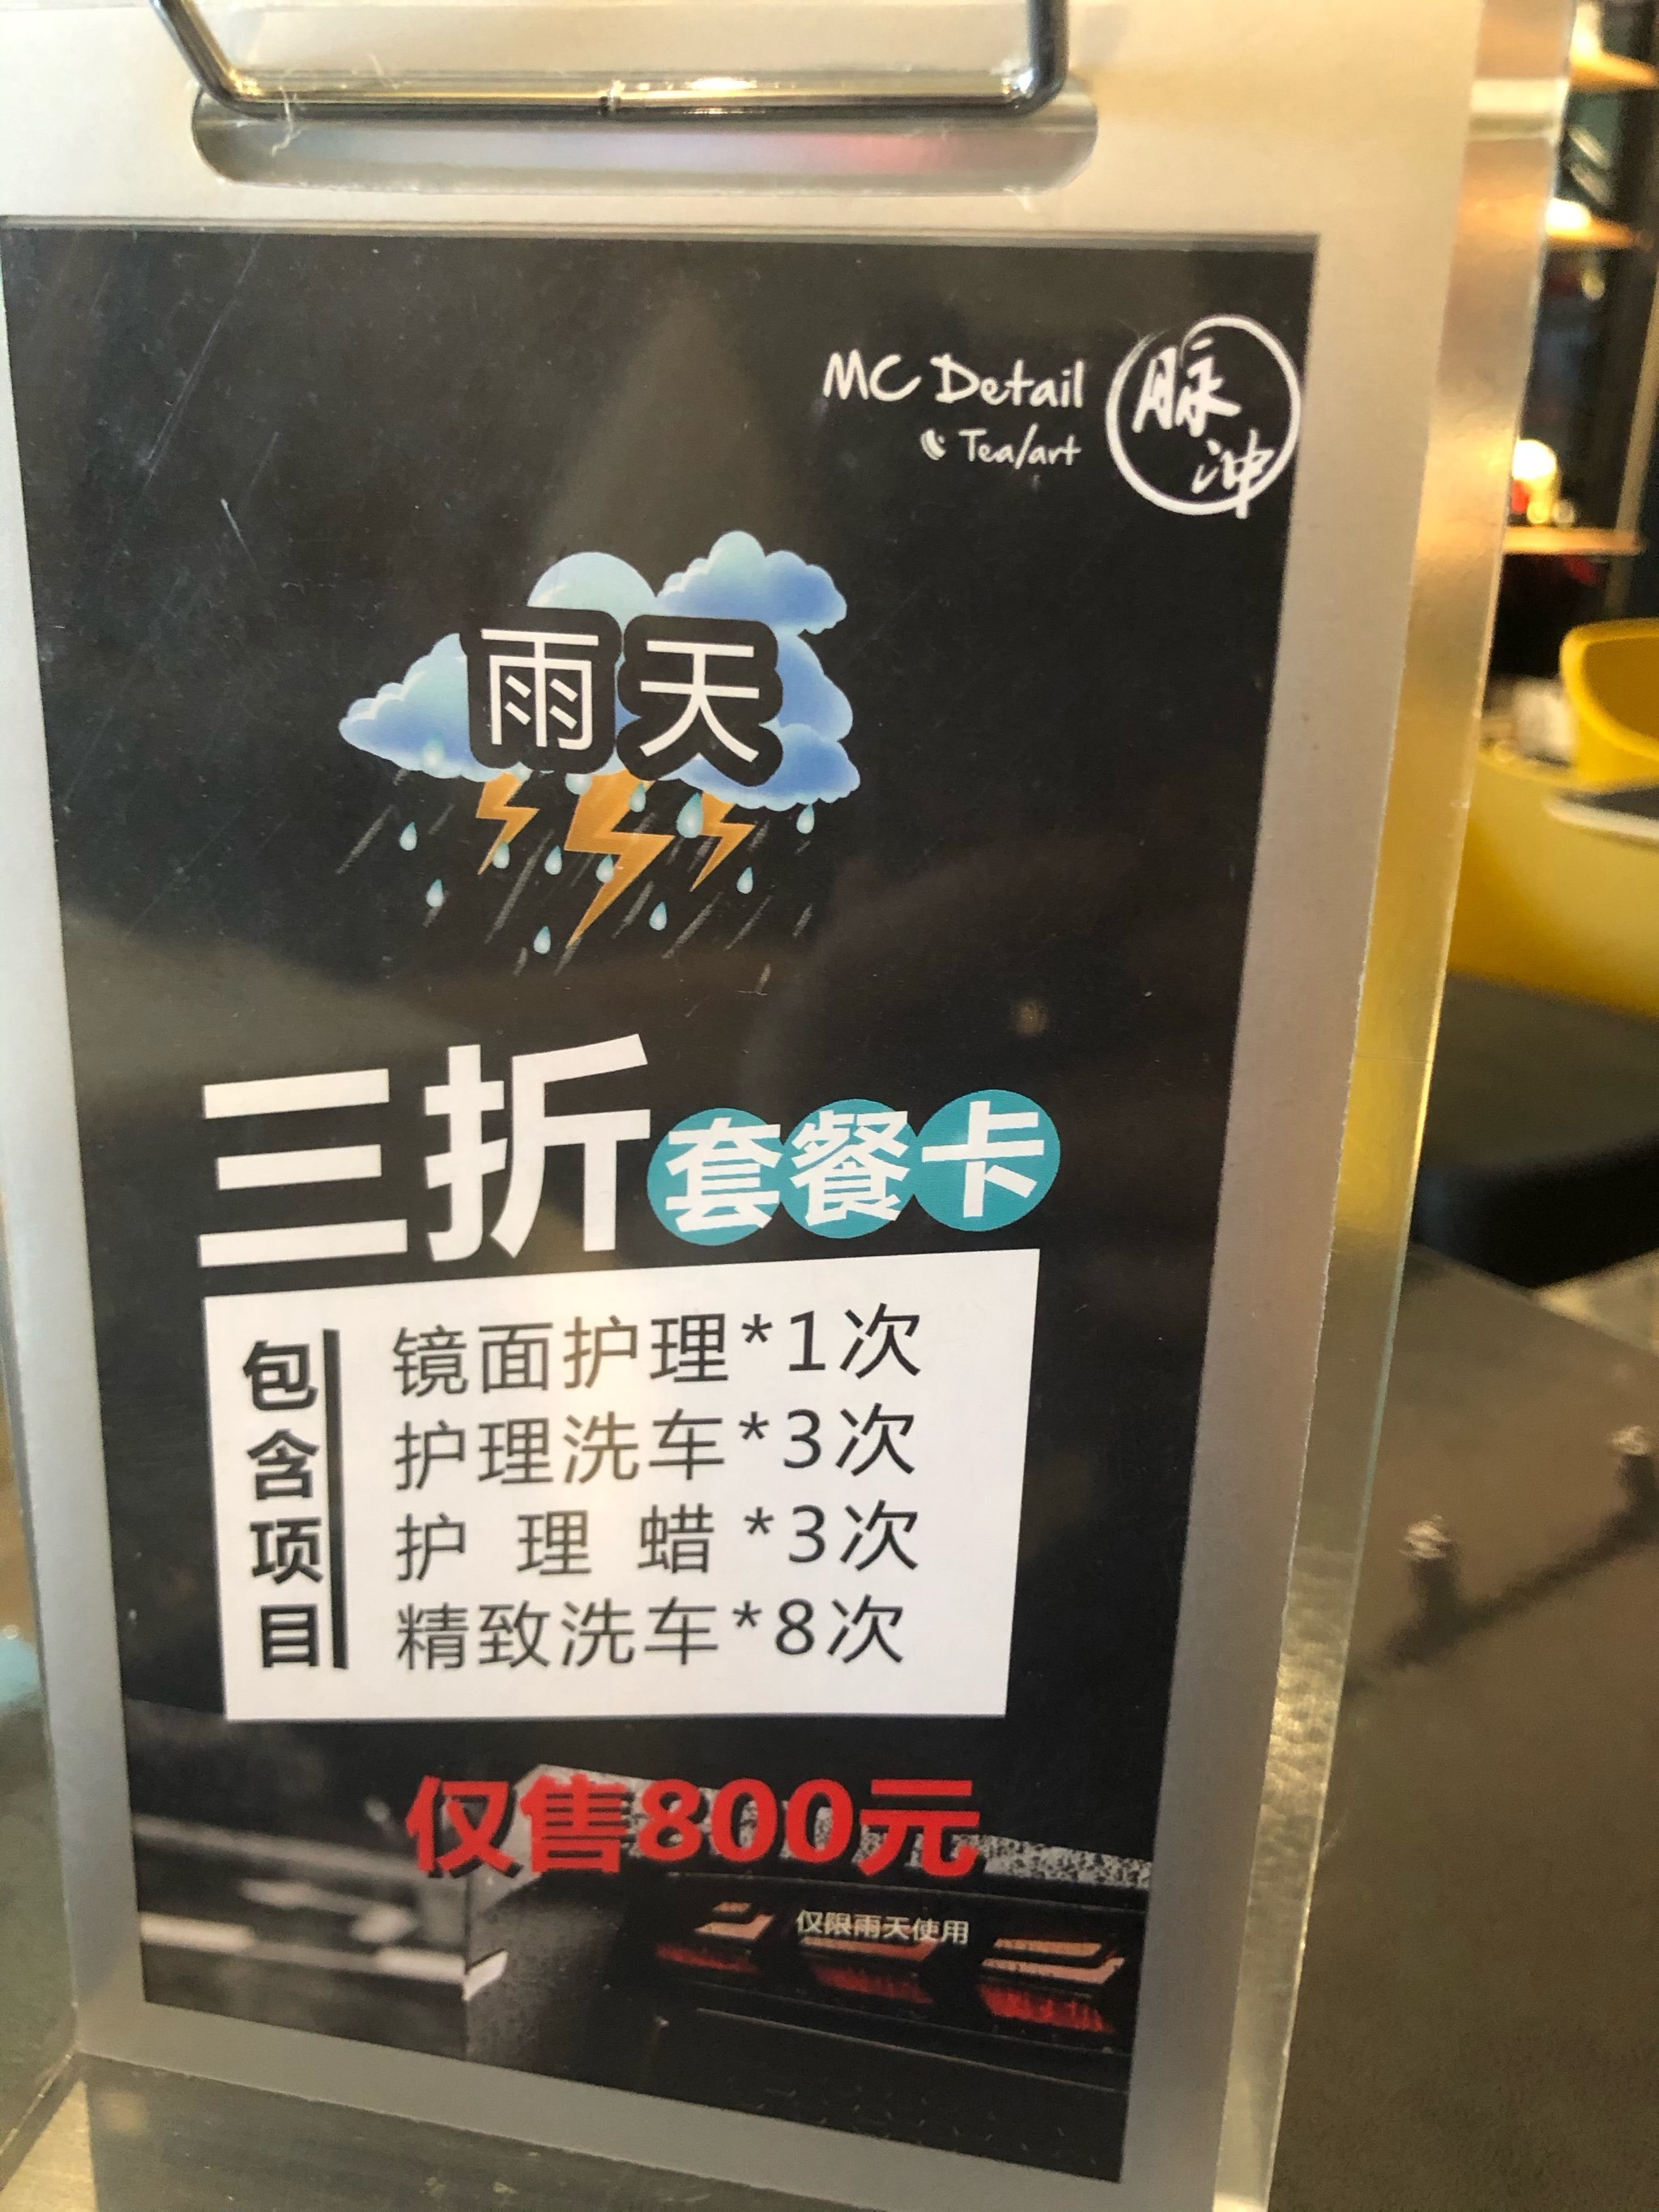 MC Detail
Tea/art
脉冲
雨天
三折套餐卡
包含项目
镜面护理*1次
护理洗车*3次
护 理 蜡*3次
精致洗车*8次
仅售800元
仅限雨天使用